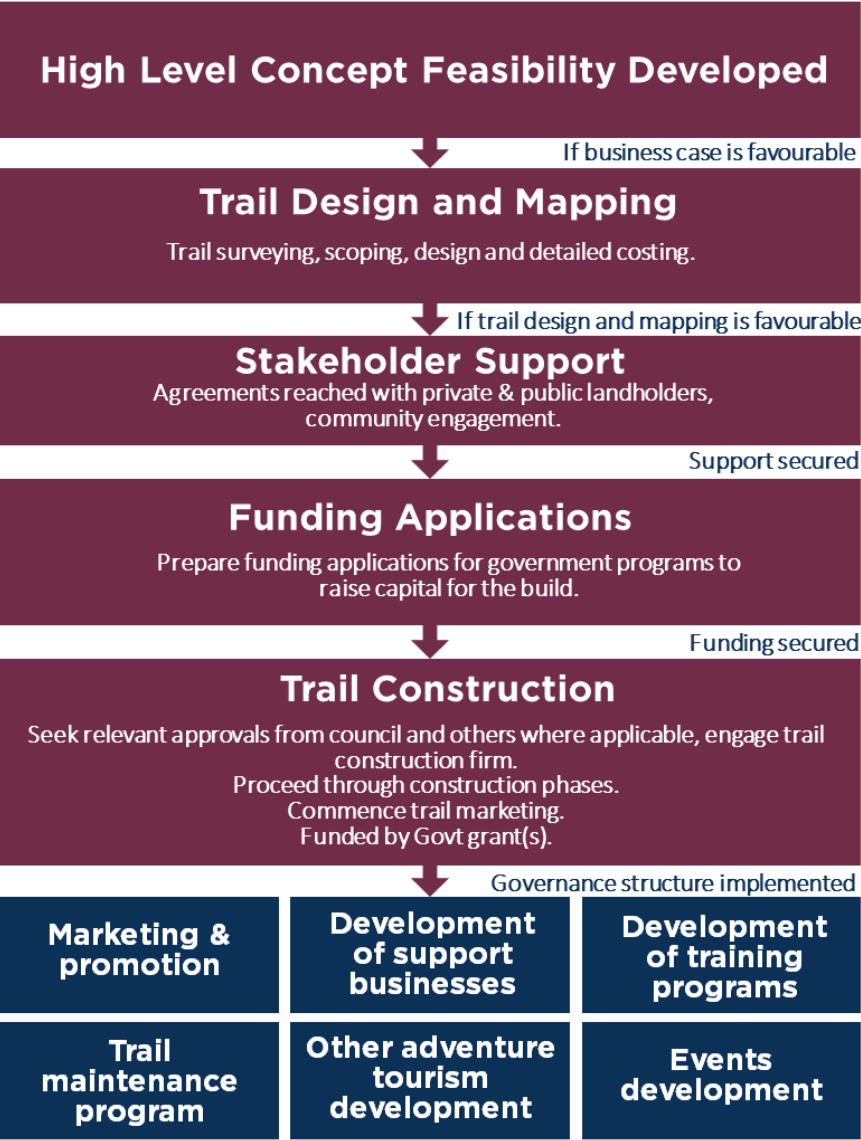 High Level Concept Feasibility Developed
If business case is favourable
Trail Design and Mapping
Trail surveying, scoping, design and detailed costing.
If trail design and mapping is favourable
Stakeholder Support
Agreements reached with private & public landholders,
community engagement.
Support secured
Funding Applications
Prepare funding applications for government programs to
raise capital for the build.
Funding secured
Trail Construction
Seek relevant approvals from council and others where applicable, engage trail
construction firm.
Proceed through construction phases.
Commence trail marketing.
Funded by Govt grant(s).
Governance structure implemented
Marketing &
promotion
Development
of support
businesses
Development
of training
programs
Trail
maintenance
program
Other adventure
tourism
development
Events
development